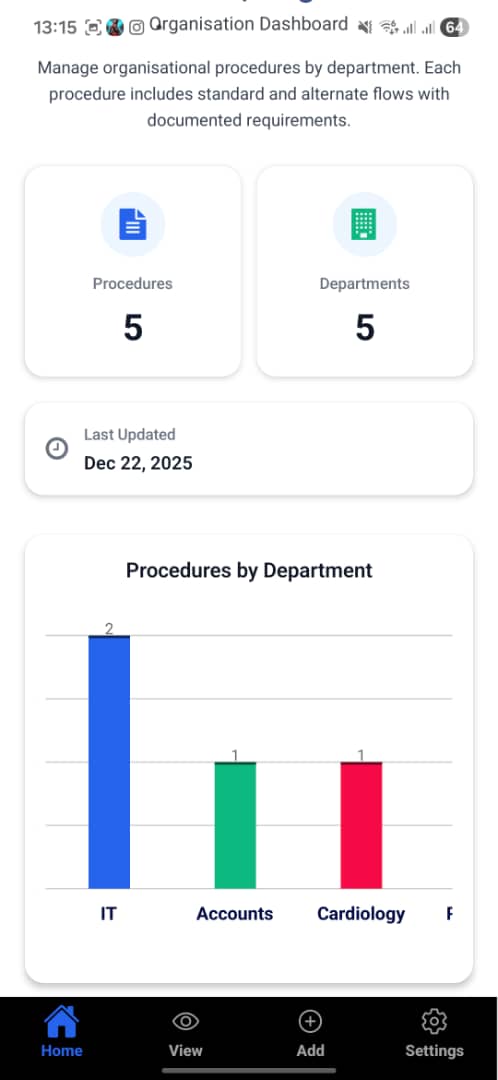 13:15
Organisation Dashboard
64
Manage organisational procedures by department. Each
procedure includes standard and alternate flows with
documented requirements.
Procedures
5
Departments
5
Last Updated
Dec 22, 2025
Procedures by Department
2
1
1
IT
Accounts
Cardiology
Home
View
Add
Settings